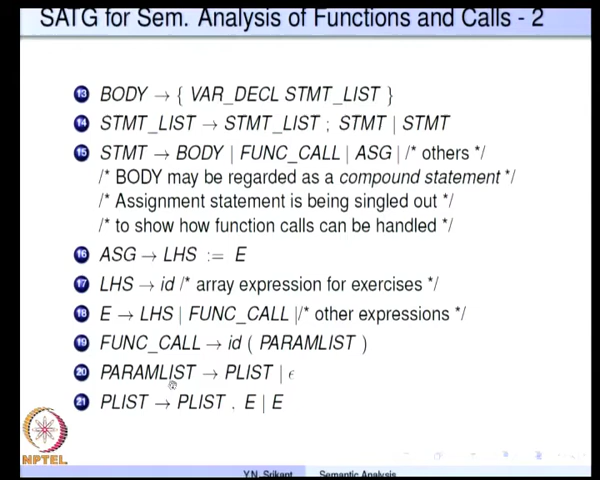 SATG for Sem. Analysis of Functions and Calls - 2
13 BODY → { VAR_DECL STMT_LIST }
14 STMT_LIST → STMT_LIST ; STMT | STMT
15 STMT → BODY | FUNC_CALL | ASG | /* others */
/* BODY may be regarded as a compound statement */
/* Assignment statement is being singled out */
/* to show how function calls can be handled */
16 ASG → LHS := E
17 LHS → id /* array expression for exercises */
18 E → LHS | FUNC_CALL |/* other expressions */
19 FUNC_CALL → id ( PARAMLIST )
20 PARAMLIST → PLIST | ϵ
21 PLIST → PLIST , E | E
NPTEL
Y.N. Srikant Semantic Analysis